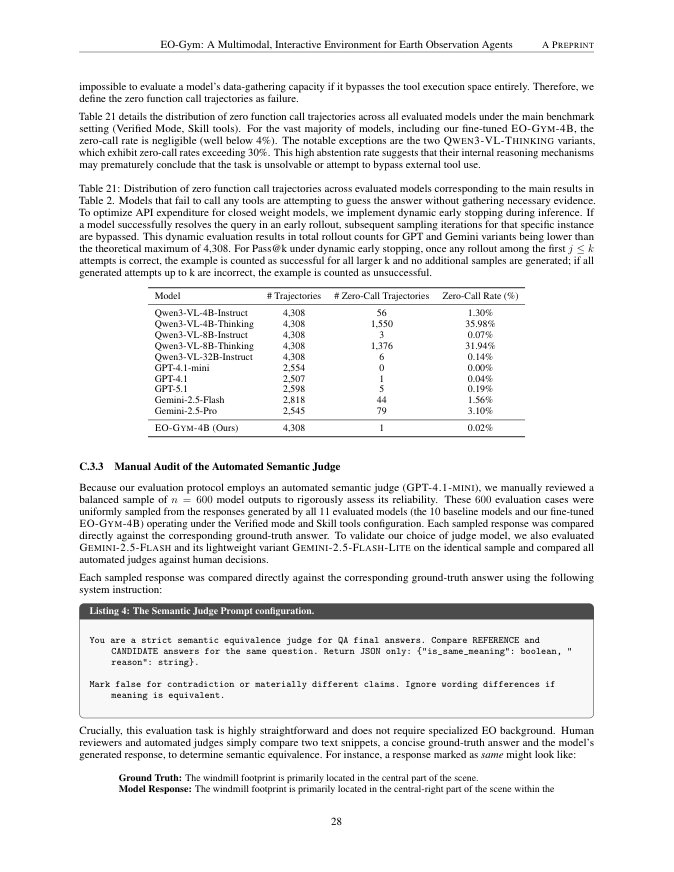 EO-Gym: A Multimodal, Interactive Environment for Earth Observation Agents A PREPRINT
impossible to evaluate a model's data-gathering capacity if it bypasses the tool execution space entirely. Therefore, we
define the zero function call trajectories as failure.
Table 21 details the distribution of zero function call trajectories across all evaluated models under the main benchmark
setting (Verified Mode, Skill tools). For the vast majority of models, including our fine-tuned EO-GYM-4B, the
zero-call rate is negligible (well below 4%). The notable exceptions are the two QWEN3-VL-THINKING variants,
which exhibit zero-call rates exceeding 30%. This high abstention rate suggests that their internal reasoning mechanisms
may prematurely conclude that the task is unsolvable or attempt to bypass external tool use.
Table 21: Distribution of zero function call trajectories across evaluated models corresponding to the main results in
Table 2. Models that fail to call any tools are attempting to guess the answer without gathering necessary evidence.
To optimize API expenditure for closed weight models, we implement dynamic early stopping during inference. If
a model successfully resolves the query in an early rollout, subsequent sampling iterations for that specific instance
are bypassed. This dynamic evaluation results in total rollout counts for GPT and Gemini variants being lower than
the theoretical maximum of 4,308. For Pass@k under dynamic early stopping, once any rollout among the first j ≤ k
attempts is correct, the example is counted as successful for all larger k and no additional samples are generated; if all
generated attempts up to k are incorrect, the example is counted as unsuccessful.
Model # Trajectories # Zero-Call Trajectories Zero-Call Rate (%)
Qwen3-VL-4B-Instruct 4,308 56 1.30%
Qwen3-VL-4B-Thinking 4,308 1,550 35.98%
Qwen3-VL-8B-Instruct 4,308 3 0.07%
Qwen3-VL-8B-Thinking 4,308 1,376 31.94%
Qwen3-VL-32B-Instruct 4,308 6 0.14%
GPT-4.1-mini 2,554 0 0.00%
GPT-4.1 2,507 1 0.04%
GPT-5.1 2,598 5 0.19%
Gemini-2.5-Flash 2,818 44 1.56%
Gemini-2.5-Pro 2,545 79 3.10%
EO-GYM-4B (Ours) 4,308 1 0.02%
C.3.3 Manual Audit of the Automated Semantic Judge
Because our evaluation protocol employs an automated semantic judge (GPT-4.1-MINI), we manually reviewed a
balanced sample of n = 600 model outputs to rigorously assess its reliability. These 600 evaluation cases were
uniformly sampled from the responses generated by all 11 evaluated models (the 10 baseline models and our fine-tuned
EO-GYM-4B) operating under the Verified mode and Skill tools configuration. Each sampled response was compared
directly against the corresponding ground-truth answer. To validate our choice of judge model, we also evaluated
GEMINI-2.5-FLASH and its lightweight variant GEMINI-2.5-FLASH-LITE on the identical sample and compared all
automated judges against human decisions.
Each sampled response was compared directly against the corresponding ground-truth answer using the following
system instruction:
Listing 4: The Semantic Judge Prompt configuration.
You are a strict semantic equivalence judge for QA final answers. Compare REFERENCE and
CANDIDATE answers for the same question. Return JSON only: {"is_same_meaning": boolean, "
reason": string}.
Mark false for contradiction or materially different claims. Ignore wording differences if
meaning is equivalent.
Crucially, this evaluation task is highly straightforward and does not require specialized EO background. Human
reviewers and automated judges simply compare two text snippets, a concise ground-truth answer and the model's
generated response, to determine semantic equivalence. For instance, a response marked as same might look like:
Ground Truth: The windmill footprint is primarily located in the central part of the scene.
Model Response: The windmill footprint is primarily located in the central-right part of the scene within the
28